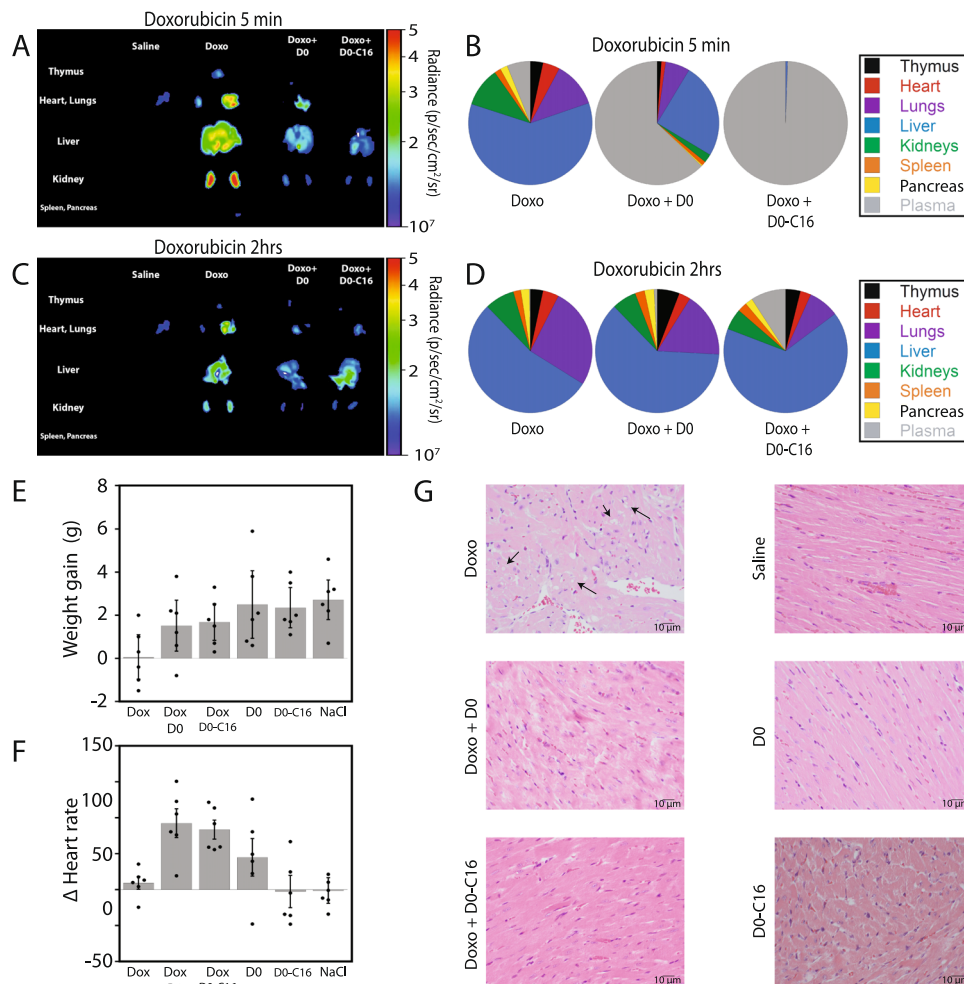 Doxorubicin 5 min
A
Saline
Doxo
Doxo+
D0
Doxo+
D0-C16
Thymus
Heart, Lungs
Liver
Kidney
Spleen, Pancreas
5
4
3
2
10⁷
Radiance (p/sec/cm²/sr)
B
Doxorubicin 5 min
Doxo
Doxo + D0
Doxo +
D0-C16
Thymus
Heart
Lungs
Liver
Kidneys
Spleen
Pancreas
Plasma
Doxorubicin 2hrs
C
Saline
Doxo
Doxo+
D0
Doxo+
D0-C16
Thymus
Heart, Lungs
Liver
Kidney
Spleen, Pancreas
5
4
3
2
10⁷
Radiance (p/sec/cm²/sr)
D
Doxorubicin 2hrs
Doxo
Doxo + D0
Doxo +
D0-C16
Thymus
Heart
Lungs
Liver
Kidneys
Spleen
Pancreas
Plasma
E
Weight gain (g)
8
6
4
2
0
-2
Dox
Dox
D0
Dox
D0-C16
D0
D0-C16
NaCl
F
Δ Heart rate
150
100
50
0
-50
Dox
Dox
Dox
D0
D0-C16
NaCl
G
Doxo
10 µm
Saline
10 µm
Doxo + D0
10 µm
D0
10 µm
Doxo + D0-C16
10 µm
D0-C16
10 µm